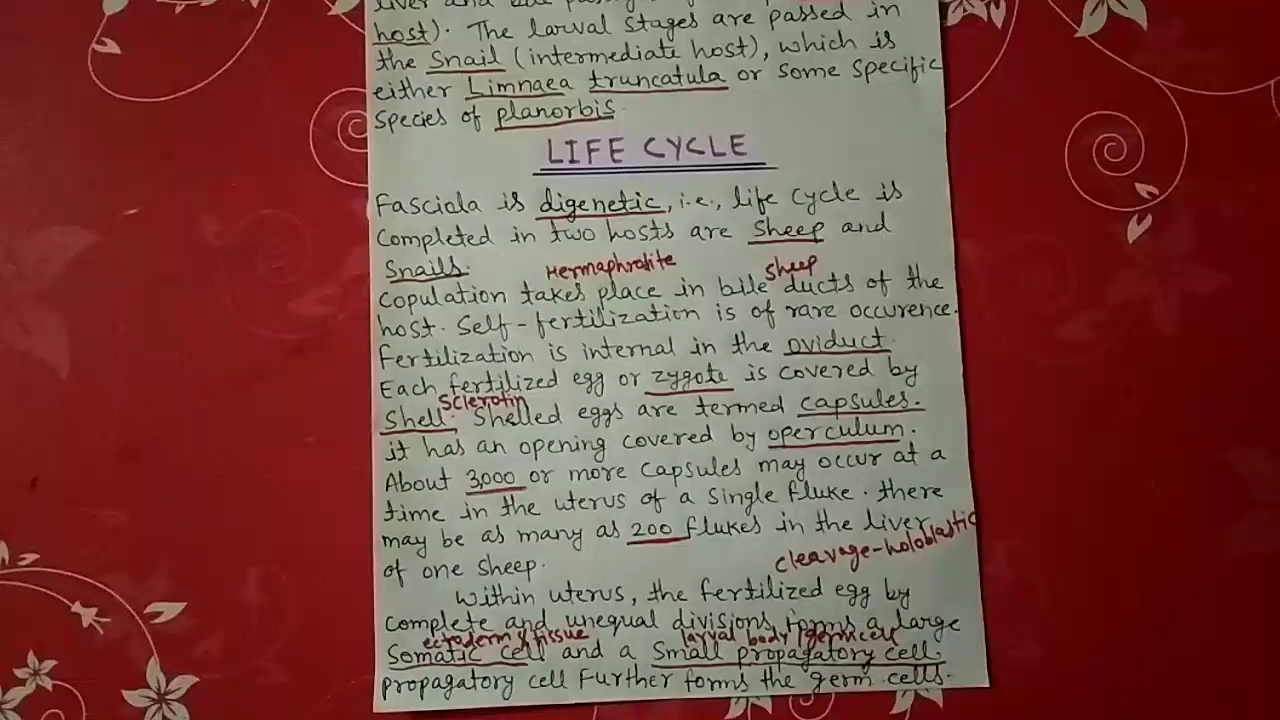 host). The larval stages are passed in
the Snail (intermediate host), which is
either Limnaea truncatula or some specific
species of planorbis.
LIFE CYCLE
Fasciola is digenetic, i.e., life cycle is
completed in two hosts are sheep and
Snails.
Hermaphrodite sheep
copulation takes place in bile ducts of the
host. Self-fertilization is of rare occurence.
Fertilization is internal in the oviduct.
Each fertilized egg or zygote is covered by
Sclerotin
Shell. Shelled eggs are termed capsules.
it has an opening covered by operculum.
About 3,000 or more capsules may occur at a
time in the uterus of a single fluke. there
may be as many as 200 flukes in the liver
of one sheep.
cleavage-holoblastic
Within uterus, the fertilized egg by
complete and unequal divisions, forms a large
ectoderm & tissue larval body / germ cell
Somatic cell and a Small propagatory cell.
propagatory cell further forms the germ cells.